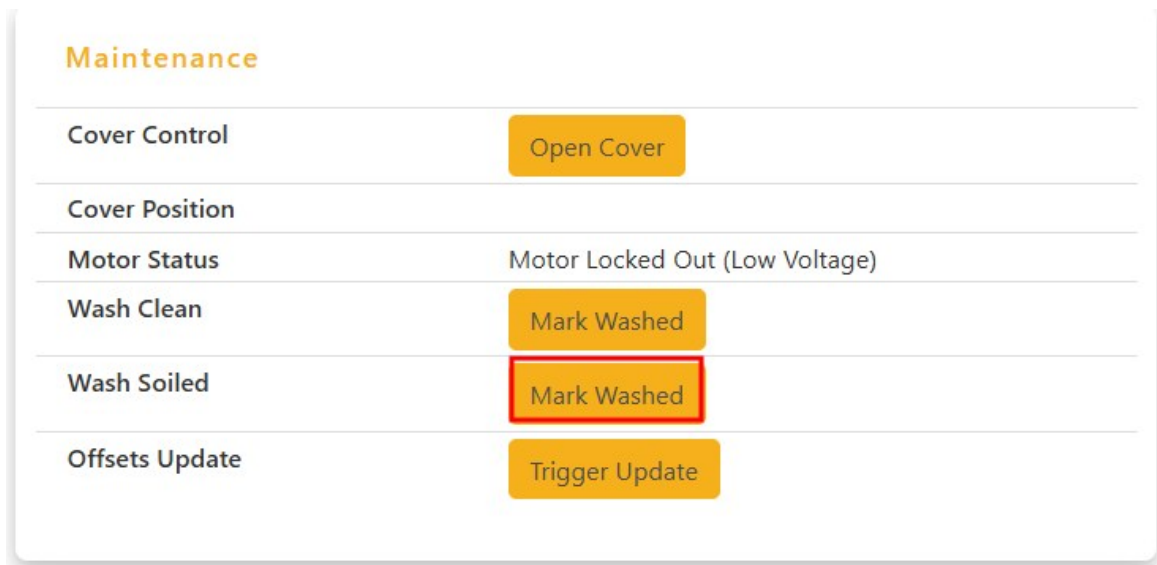 Maintenance
Cover Control
Open Cover
Cover Position
Motor Status
Motor Locked Out (Low Voltage)
Wash Clean
Mark Washed
Wash Soiled
Mark Washed
Offsets Update
Trigger Update